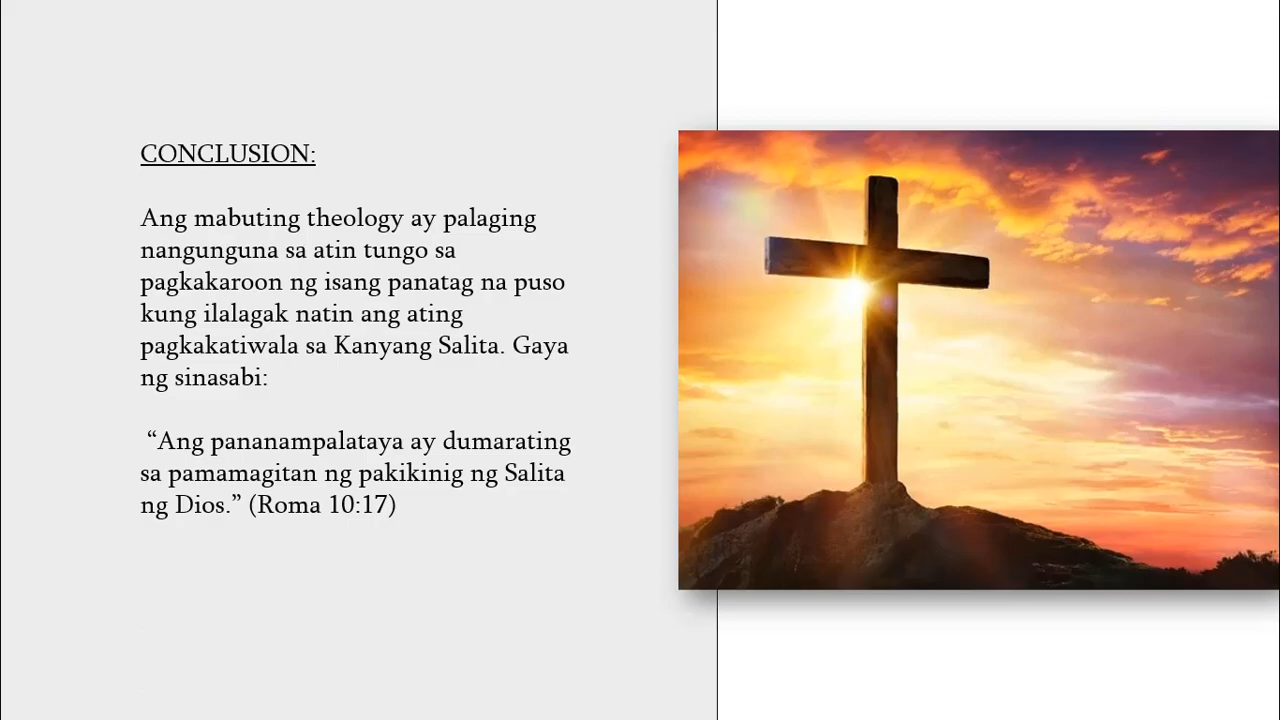 CONCLUSION:
Ang mabuting theology ay palaging
nangunguna sa atin tungo sa
pagkakaroon ng isang panatag na puso
kung ilalagak natin ang ating
pagkakatiwala sa Kanyang Salita. Gaya
ng sinasabi:
“Ang pananampalataya ay dumarating
sa pamamagitan ng pakikinig ng Salita
ng Dios.” (Roma 10:17)